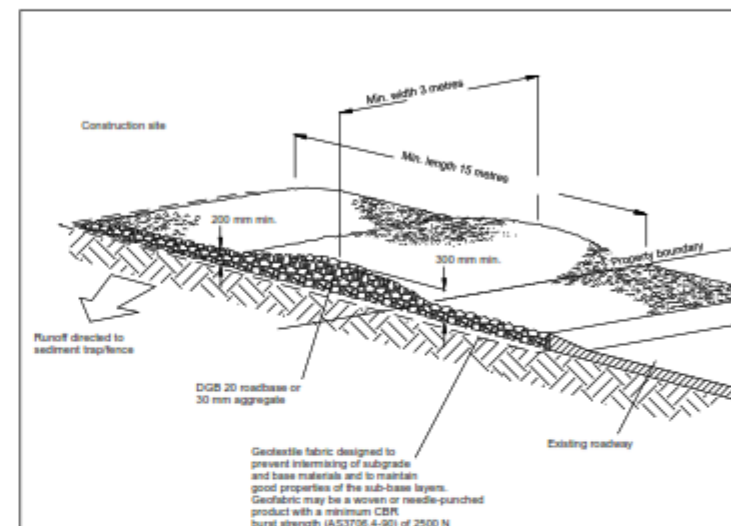 Construction site
Min. width 3 metres
Min. length 15 metres
200 mm min.
Property boundary
300 mm min.
Runoff directed to
sediment trap/fence
DGB 20 roadbase or
30 mm aggregate
Existing roadway
Geotextile fabric designed to
prevent intermixing of subgrade
and base materials and to maintain
good properties of the sub-base layers.
Geofabric may be a woven or needle-punched
product with a minimum CBR
burst strength (AS3706.4-90) of 2500 N